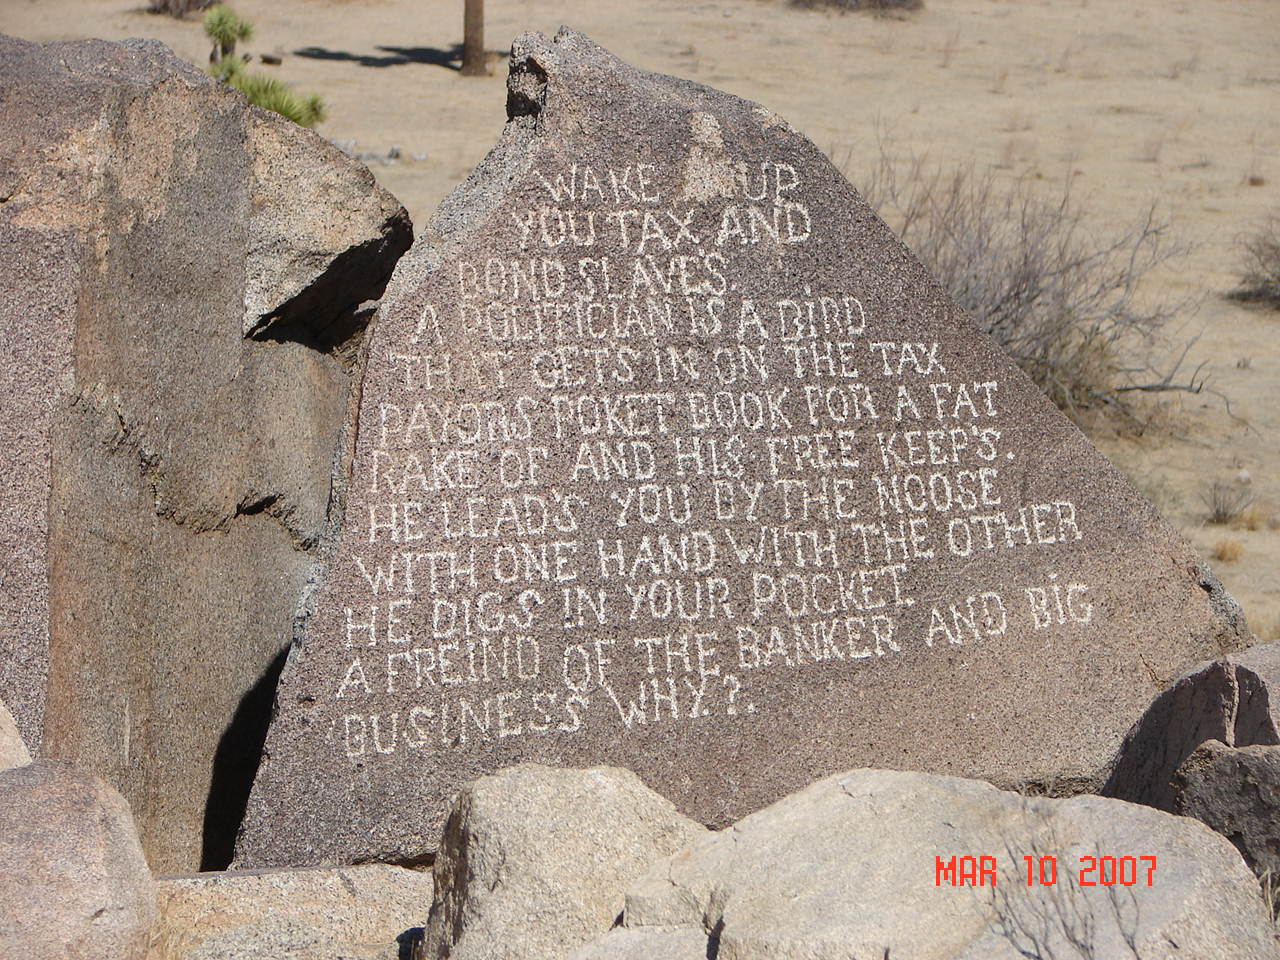 WAKE UP
YOU TAX AND
BOND SLAVE'S.
A POLITICIAN IS A BIRD
THAT GETS IN ON THE TAX
PAYORS POKET BOOK FOR A FAT
RAKE OF AND HIS FREE KEEP'S.
HE LEAD'S YOU BY THE NOOSE
WITH ONE HAND WITH THE OTHER
HE DIGS IN YOUR POCKET.
A FREIND OF THE BANKER AND BIG
BUSINES'S WHY?.
MAR 10 2007